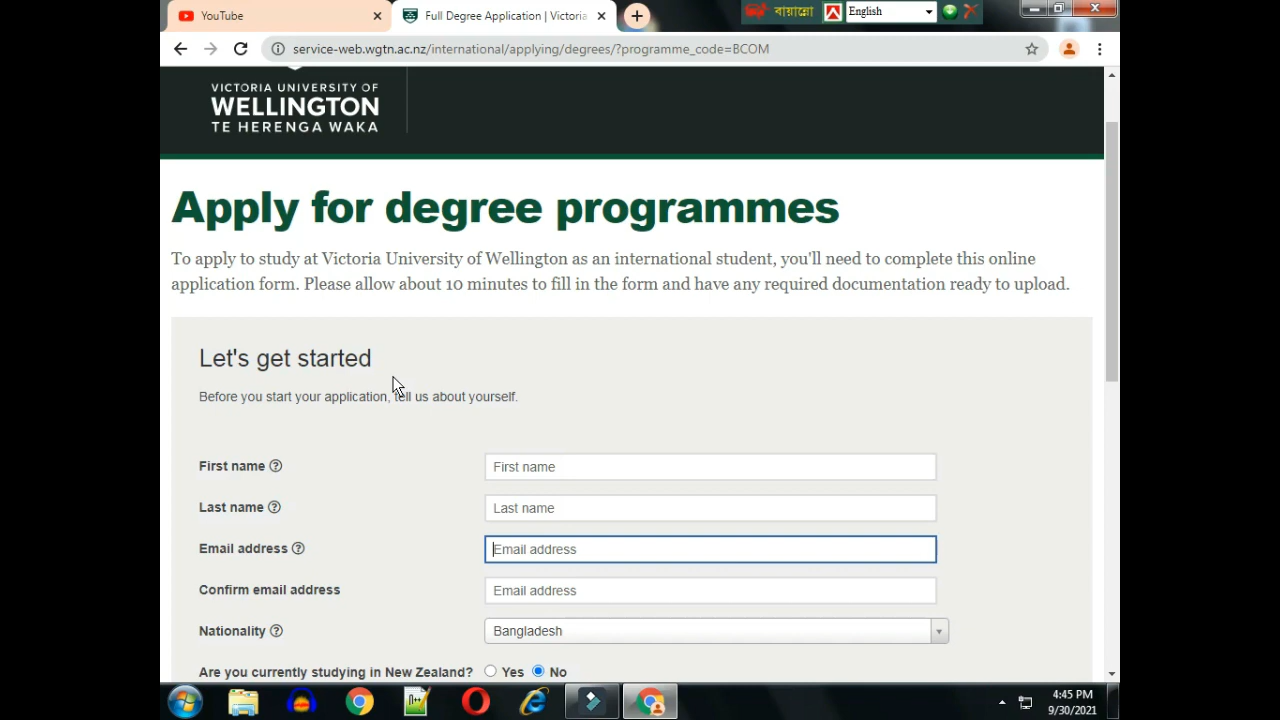 YouTube
Full Degree Application | Victoria
বায়ান্নো
English
service-web.wgtn.ac.nz/international/applying/degrees/?programme_code=BCOM
VICTORIA UNIVERSITY OF
WELLINGTON
TE HERENGA WAKA
Apply for degree programmes
To apply to study at Victoria University of Wellington as an international student, you'll need to complete this online
application form. Please allow about 10 minutes to fill in the form and have any required documentation ready to upload.
Let's get started
Before you start your application, tell us about yourself.
First name
First name
Last name
Last name
Email address
Email address
Confirm email address
Email address
Nationality
Bangladesh
Are you currently studying in New Zealand? Yes No
4:45 PM
9/30/2021